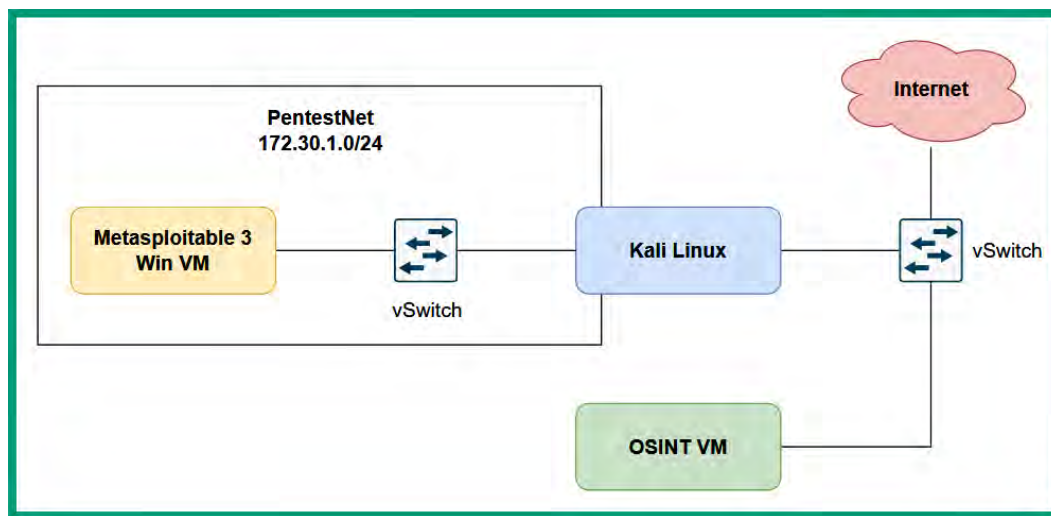 PentestNet
172.30.1.0/24
Internet
Metasploitable 3
Win VM
vSwitch
Kali Linux
vSwitch
OSINT VM